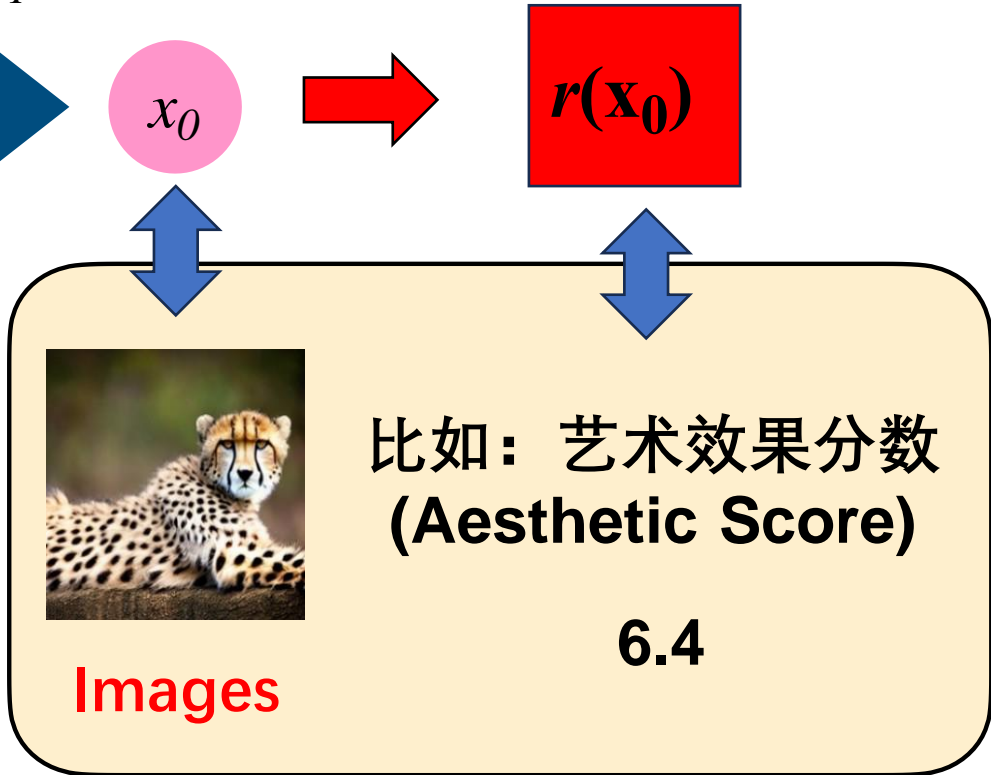 x₀
r(x₀)
比如：艺术效果分数
(Aesthetic Score)
6.4
Images